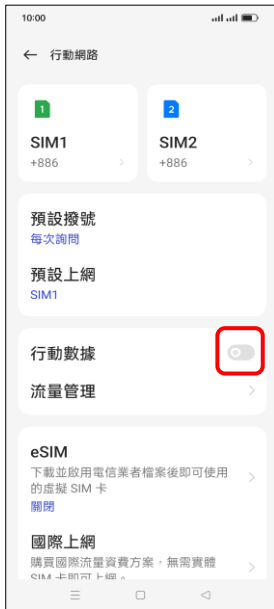 10:00
← 行動網路
1
2
SIM1
SIM2
+886
+886
預設撥號
每次詢問
預設上網
SIM1
行動數據
流量管理
eSIM
下載並啟用電信業者檔案後即可使用
的虛擬 SIM 卡
關閉
國際上網
購買國際流量資費方案，無需實體
SIM 卡即可上網。